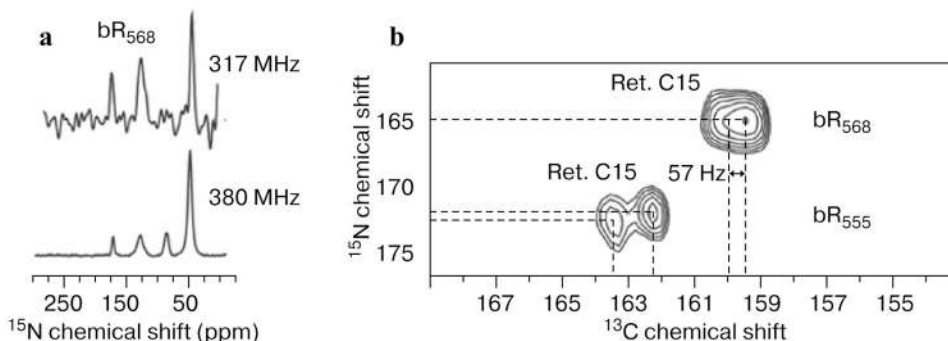 a
bR568
317 MHz
380 MHz
250 150 50
15N chemical shift (ppm)
b
15N chemical shift
165
170
175
Ret. C15
bR568
Ret. C15
57 Hz
bR555
167 165 163 161 159 157 155
13C chemical shift